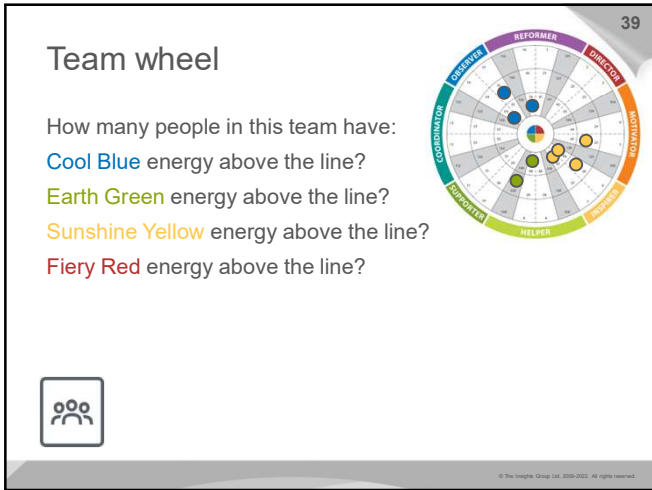 39
Team wheel
How many people in this team have:
Cool Blue energy above the line?
Earth Green energy above the line?
Sunshine Yellow energy above the line?
Fiery Red energy above the line?
REFORMER
DIRECTOR
MOTIVATOR
INSPIRER
HELPER
SUPPORTER
COORDINATOR
OBSERVER
© The Insights Group Ltd, 2008-2022. All rights reserved.